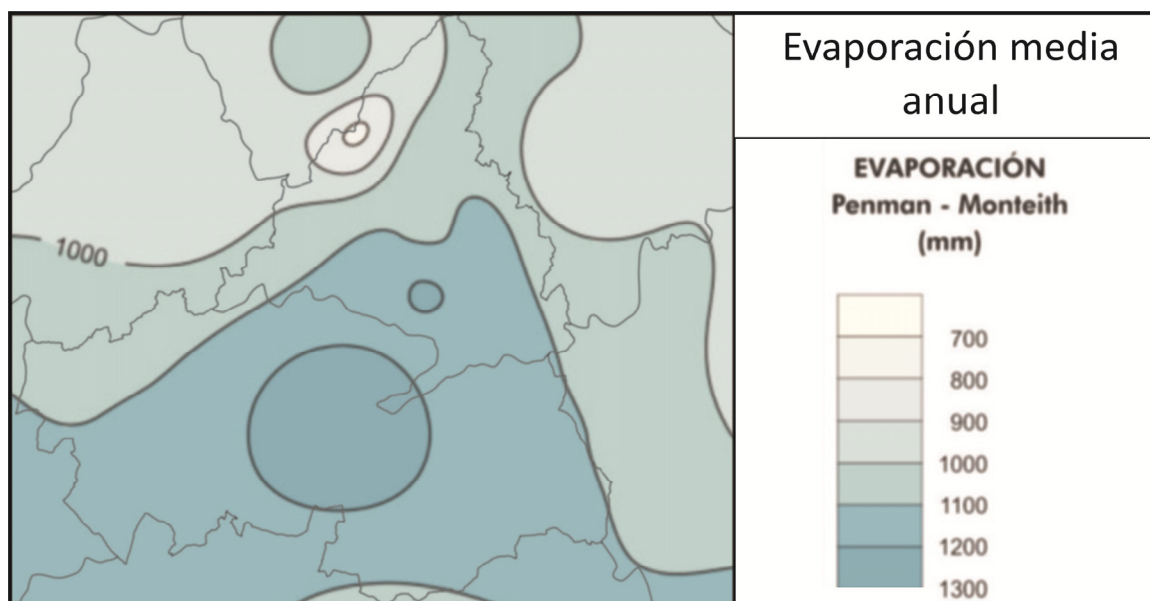 1000
Evaporación media
anual
EVAPORACIÓN
Penman - Monteith
(mm)
700
800
900
1000
1100
1200
1300